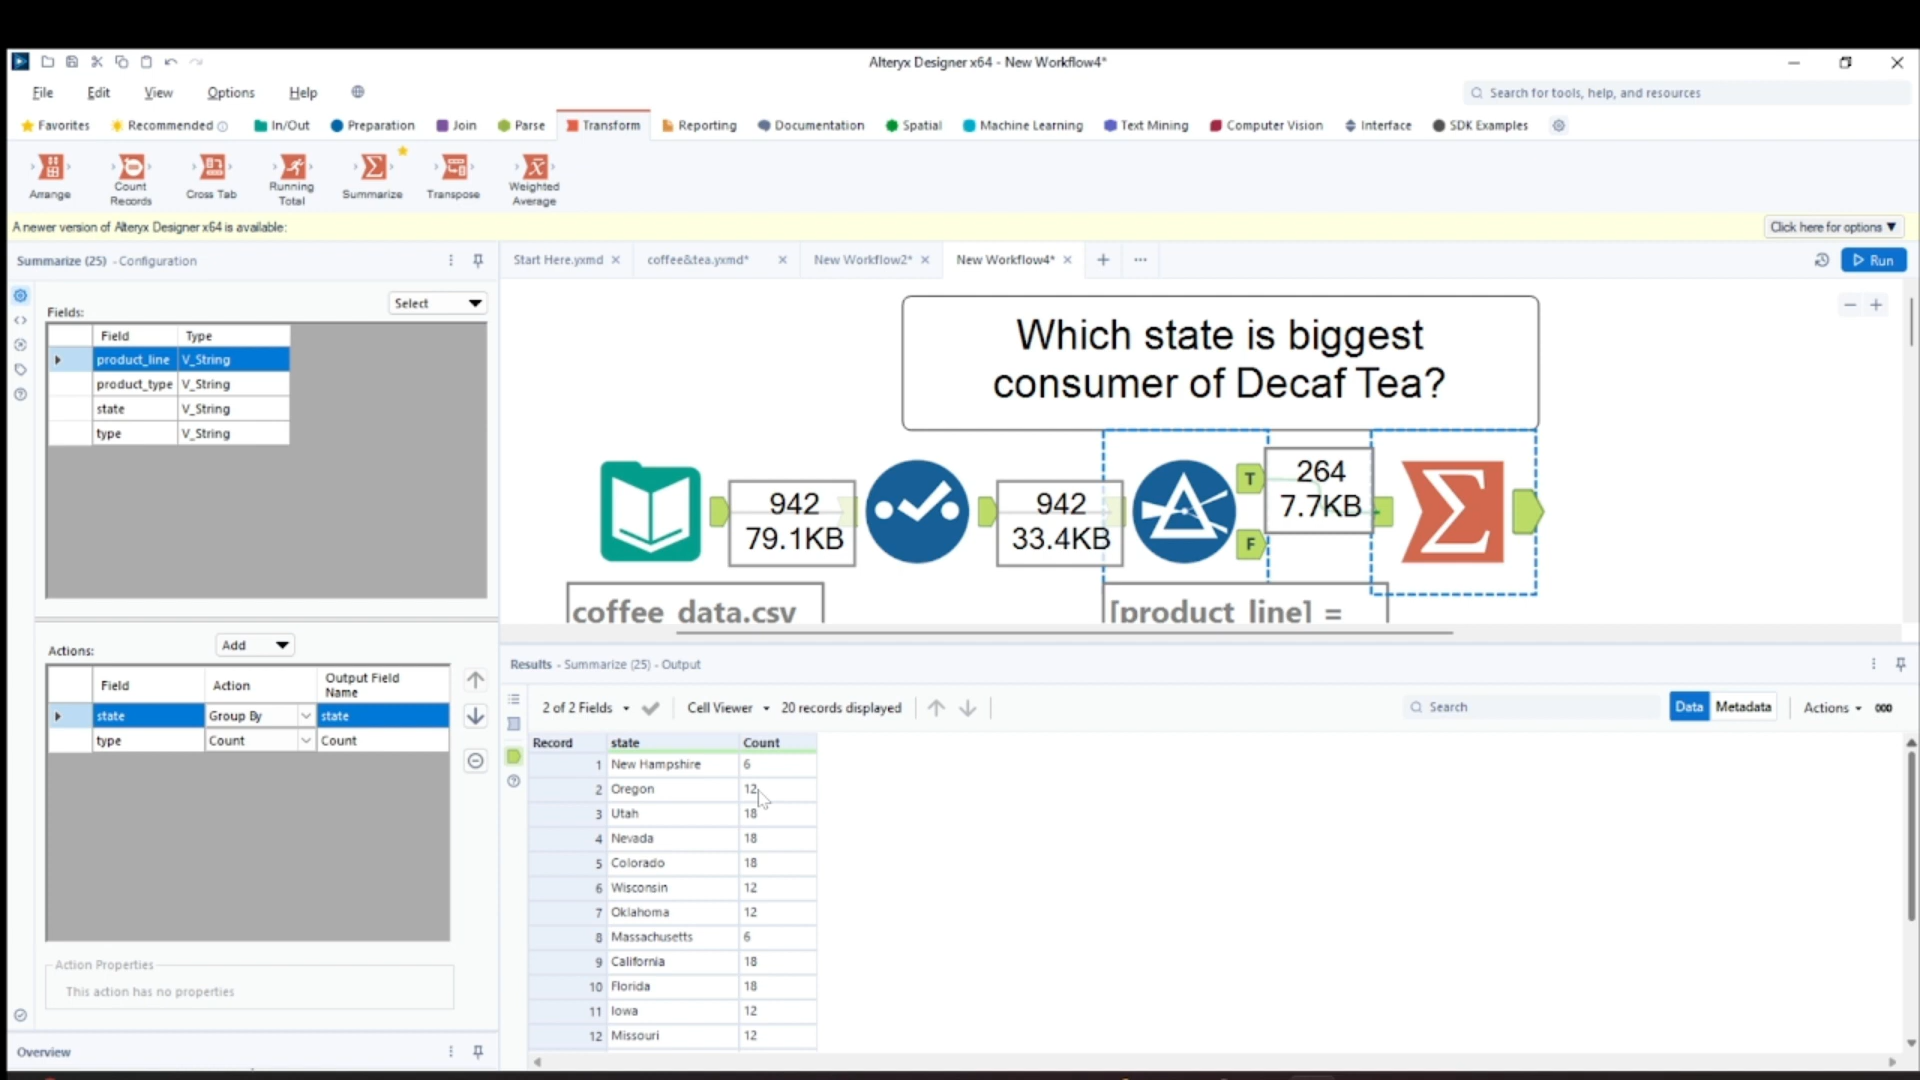 Alteryx Designer x64 - New Workflow4*
File Edit View Options Help
Search for tools, help, and resources
Favorites Recommended In/Out Preparation Join Parse Transform Reporting Documentation Spatial Machine Learning Text Mining Computer Vision Interface SDK Examples
Arrange
Count Records
Cross Tab
Running Total
Summarize
Transpose
Weighted Average
A newer version of Alteryx Designer x64 is available:
Click here for options
Summarize (25) - Configuration
Start Here.yxmd
coffee&tea.yxmd*
New Workflow2*
New Workflow4*
Run
Select
Fields:
Field Type
product_line V_String
product_type V_String
state V_String
type V_String
Which state is biggest
consumer of Decaf Tea?
942
79.1KB
942
33.4KB
T
F
264
7.7KB
coffee_data.csv
[product_line] =
Add
Actions:
Field Action Output Field Name
state Group By state
type Count Count
Action Properties
This action has no properties
Overview
Results - Summarize (25) - Output
2 of 2 Fields Cell Viewer 20 records displayed
Search
Data Metadata Actions 000
Record state Count
1 New Hampshire 6
2 Oregon 12
3 Utah 18
4 Nevada 18
5 Colorado 18
6 Wisconsin 12
7 Oklahoma 12
8 Massachusetts 6
9 California 18
10 Florida 18
11 Iowa 12
12 Missouri 12